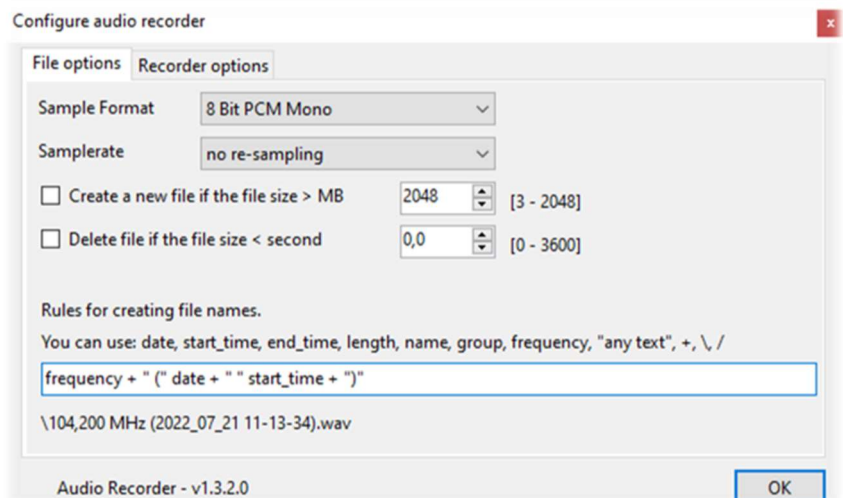 Configure audio recorder
x
File options Recorder options
Sample Format 8 Bit PCM Mono
Samplerate no re-sampling
Create a new file if the file size > MB 2048 [3 - 2048]
Delete file if the file size < second 0,0 [0 - 3600]
Rules for creating file names.
You can use: date, start_time, end_time, length, name, group, frequency, "any text", +, \, /
frequency + " (" date + " " start_time + ")"
\104,200 MHz (2022_07_21 11-13-34).wav
Audio Recorder - v1.3.2.0 OK